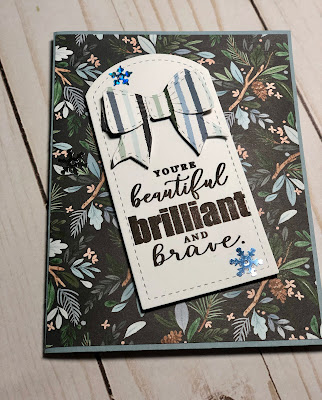 YOU'RE
beautiful
brilliant
AND
brave.